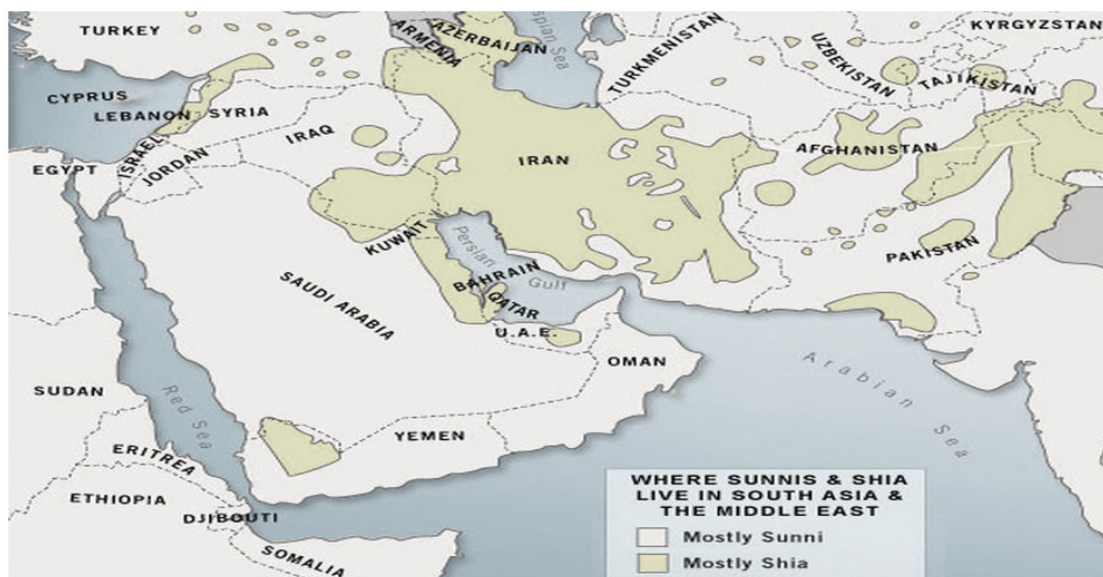 TURKEY
ARMENIA
AZERBAIJAN
spian Sea
TURKMENISTAN
UZBEKISTAN
KYRGYZSTAN
TAJIKISTAN
CYPRUS
LEBANON
SYRIA
IRAQ
IRAN
AFGHANISTAN
ISRAEL
JORDAN
EGYPT
KUWAIT
Persian
Gulf
BAHRAIN
QATAR
PAKISTAN
SAUDI ARABIA
U.A.E.
OMAN
SUDAN
Red Sea
Arabian Sea
YEMEN
ERITREA
ETHIOPIA
DJIBOUTI
SOMALIA
WHERE SUNNIS & SHIA
LIVE IN SOUTH ASIA &
THE MIDDLE EAST
Mostly Sunni
Mostly Shia